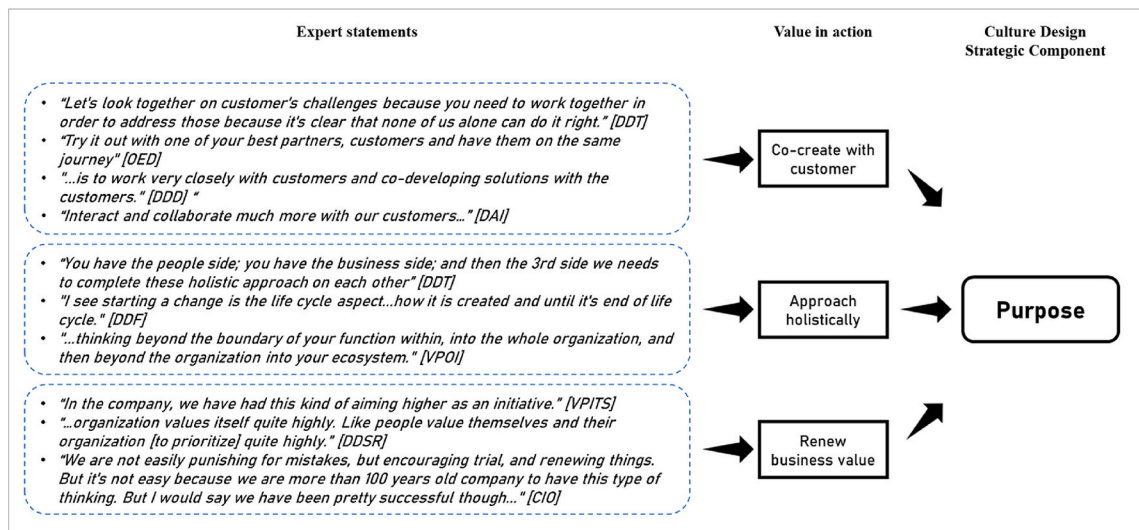 Expert statements
Value in action
Culture Design
Strategic Component
• “Let's look together on customer's challenges because you need to work together in
order to address those because it's clear that none of us alone can do it right.” [DDT]
• “Try it out with one of your best partners, customers and have them on the same
journey" [OED]
• "...is to work very closely with customers and co-developing solutions with the
customers.” [DDD] “
• “Interact and collaborate much more with our customers...” [DAI]
Co-create with
customer
• “You have the people side; you have the business side; and then the 3rd side we needs
to complete these holistic approach on each other” [DDT]
• "I see starting a change is the life cycle aspect...how it is created and until it's end of life
cycle." [DDF]
• "...thinking beyond the boundary of your function within, into the whole organization, and
then beyond the organization into your ecosystem." [VPOI]
Approach
holistically
Purpose
• “In the company, we have had this kind of aiming higher as an initiative.” [VPITS]
• “...organization values itself quite highly. Like people value themselves and their
organization [to prioritize] quite highly.” [DDSR]
• “We are not easily punishing for mistakes, but encouraging trial, and renewing things.
But it's not easy because we are more than 100 years old company to have this type of
thinking. But I would say we have been pretty successful though..." [CIO]
Renew
business value